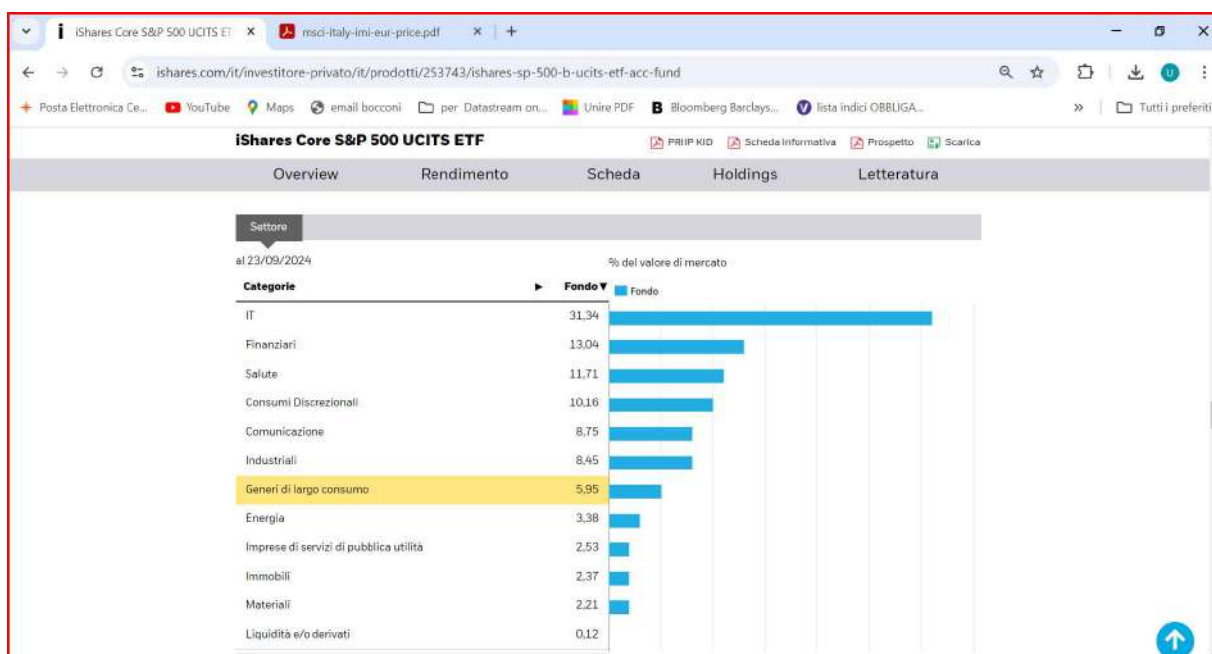 iShares Core S&P 500 UCITS ET
msci-italy-imi-eur-price.pdf
ishares.com/it/investitore-privato/it/prodotti/253743/ishares-sp-500-b-ucits-etf-acc-fund
U
Posta Elettronica Ce... YouTube Maps email bocconi per Datastream on... Unire PDF B Bloomberg Barclays... lista indici OBBLIGA... » Tutti i preferiti
iShares Core S&P 500 UCITS ETF
PRIIP KID Scheda Informativa Prospetto Scarica
Overview Rendimento Scheda Holdings Letteratura
Settore
al 23/09/2024
% del valore di mercato
Categorie ► Fondo▼
Fondo
IT 31,34
Finanziari 13,04
Salute 11,71
Consumi Discrezionali 10,16
Comunicazione 8,75
Industriali 8,45
Generi di largo consumo 5,95
Energia 3,38
Imprese di servizi di pubblica utilità 2,53
Immobili 2,37
Materiali 2,21
Liquidità e/o derivati 0,12